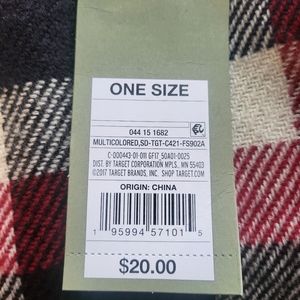 ONE SIZE
044 15 1682
MULTICOLORED,SD-TGT-C421-FS902A
C-000443-01-011 GF17_50A01-0025
DIST. BY TARGET CORPORATION MPLS., MN 55403
©2017 TARGET BRANDS, INC. SHOP TARGET.COM
ORIGIN: CHINA
1 95994 57101 5
$20.00